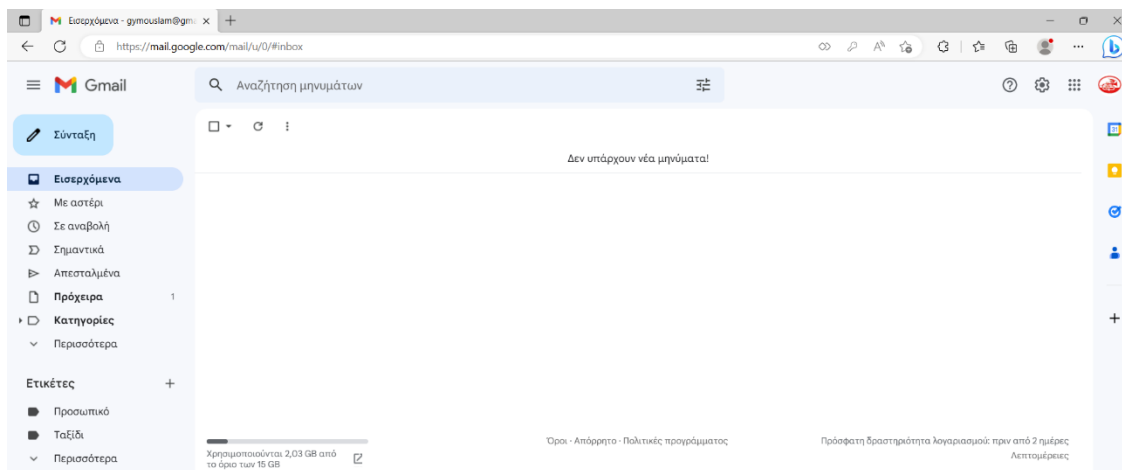 Εισερχόμενα - gymouslam@gm
https://mail.google.com/mail/u/0/#inbox
Gmail
Αναζήτηση μηνυμάτων
Σύνταξη
Δεν υπάρχουν νέα μηνύματα!
Εισερχόμενα
Με αστέρι
Σε αναβολή
Σημαντικά
Απεσταλμένα
Πρόχειρα 1
Κατηγορίες
Περισσότερα
Ετικέτες
Προσωπικό
Ταξίδι
Περισσότερα
Χρησιμοποιούνται 2,03 GB από
το όριο των 15 GB
Όροι · Απόρρητο · Πολιτικές προγράμματος
Πρόσφατη δραστηριότητα λογαριασμού: πριν από 2 ημέρες
Λεπτομέρειες
31